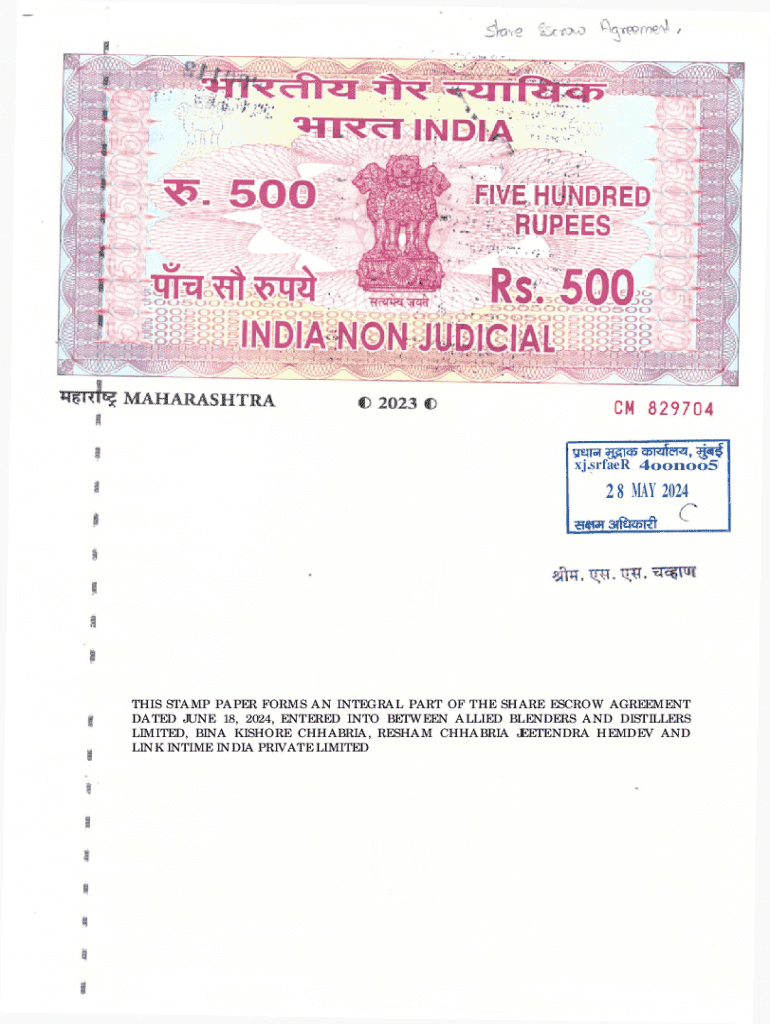 Share Escrow Agreement,
भारतीय गैर न्यायिक
भारत INDIA
रु. 500
FIVE HUNDRED
RUPEES
पाँच सौ रुपये
Rs. 500
सत्यमेव जयते
INDIA NON JUDICIAL
महाराष्ट्र MAHARASHTRA
2023
CM 829704
प्रधान मुद्रांक कार्यालय, मुंबई
xj.srfaeR 4oonoo5
28 MAY 2024
सक्षम अधिकारी
श्रीम. एस. एस. चव्हाण
THIS STAMP PAPER FORMS AN INTEGRAL PART OF THE SHARE ESCROW AGREEMENT
DATED JUNE 18, 2024, ENTERED INTO BETWEEN ALLIED BLENDERS AND DISTILLERS
LIMITED, BINA KISHORE CHHABRIA, RESHAM CHHABRIA JEETENDRA HEMDEV AND
LINK INTIME INDIA PRIVATE LIMITED